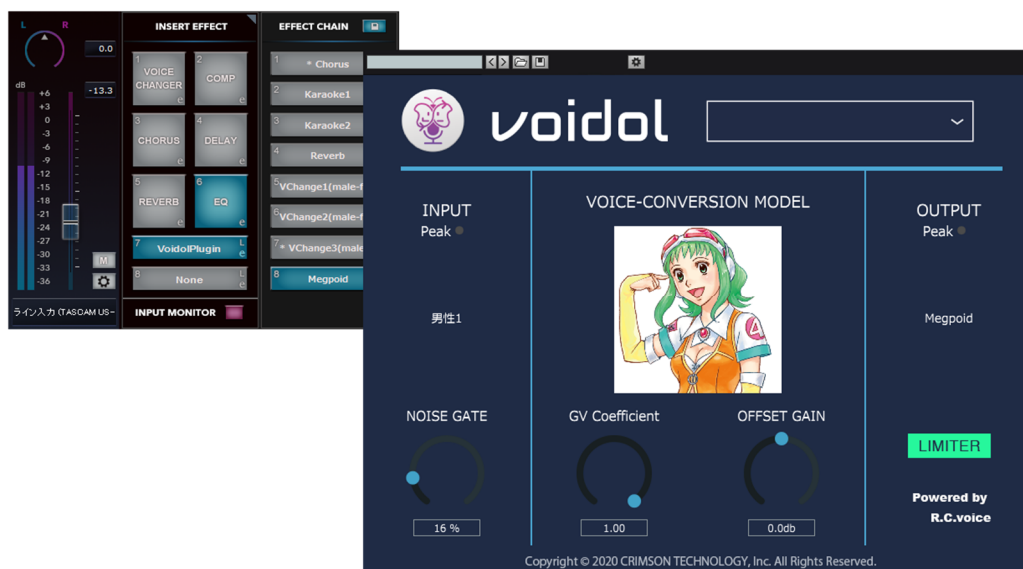 L R
0.0
dB
-13.3
+6
+3
0
-3
-6
-9
-12
-15
-18
-21
-24
-27
-30
-33
-36
M
ライン入力 (TASCAM US-
INSERT EFFECT
1 VOICE CHANGER e
2 COMP e
3 CHORUS e
4 DELAY e
5 REVERB e
6 EQ e
7 VoidolPlugin L e
8 None L e
INPUT MONITOR
EFFECT CHAIN
1 * Chorus
2 Karaoke1
3 Karaoke2
4 Reverb
5 VChange1(male-f
6 VChange2(male-f
7 * VChange3(male
8 Megpoid
voidol
INPUT
Peak
男性1
NOISE GATE
16 %
VOICE-CONVERSION MODEL
GV Coefficient
1.00
OFFSET GAIN
0.0db
OUTPUT
Peak
Megpoid
LIMITER
Powered by
R.C.voice
Copyright © 2020 CRIMSON TECHNOLOGY, Inc. All Rights Reserved.